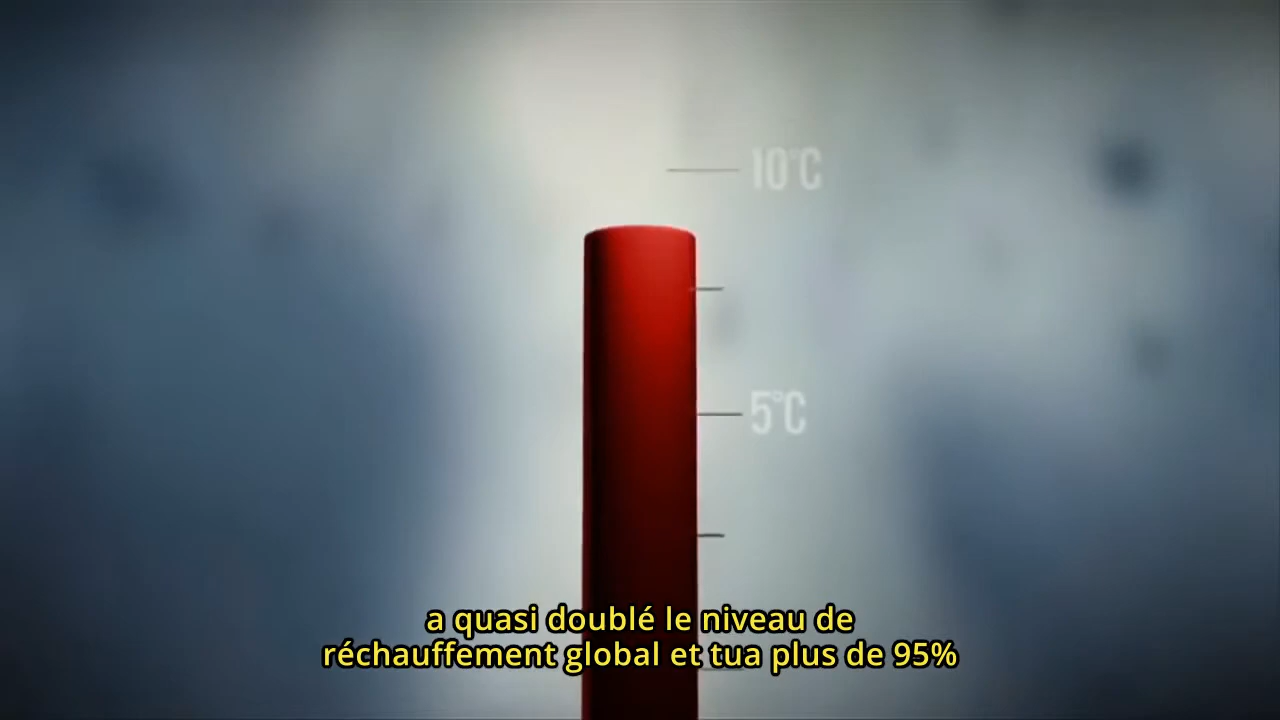 10°C
5°C
a quasi doublé le niveau de
réchauffement global et tua plus de 95%